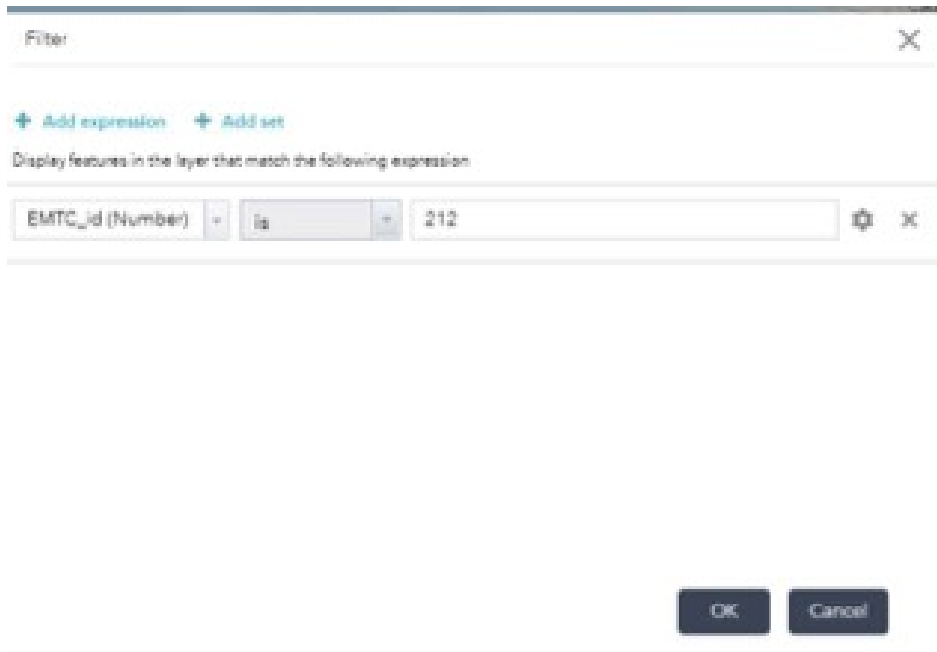 Filter
+ Add expression + Add set
Display features in the layer that match the following expression
EMTC_id (Number) is 212
OK Cancel